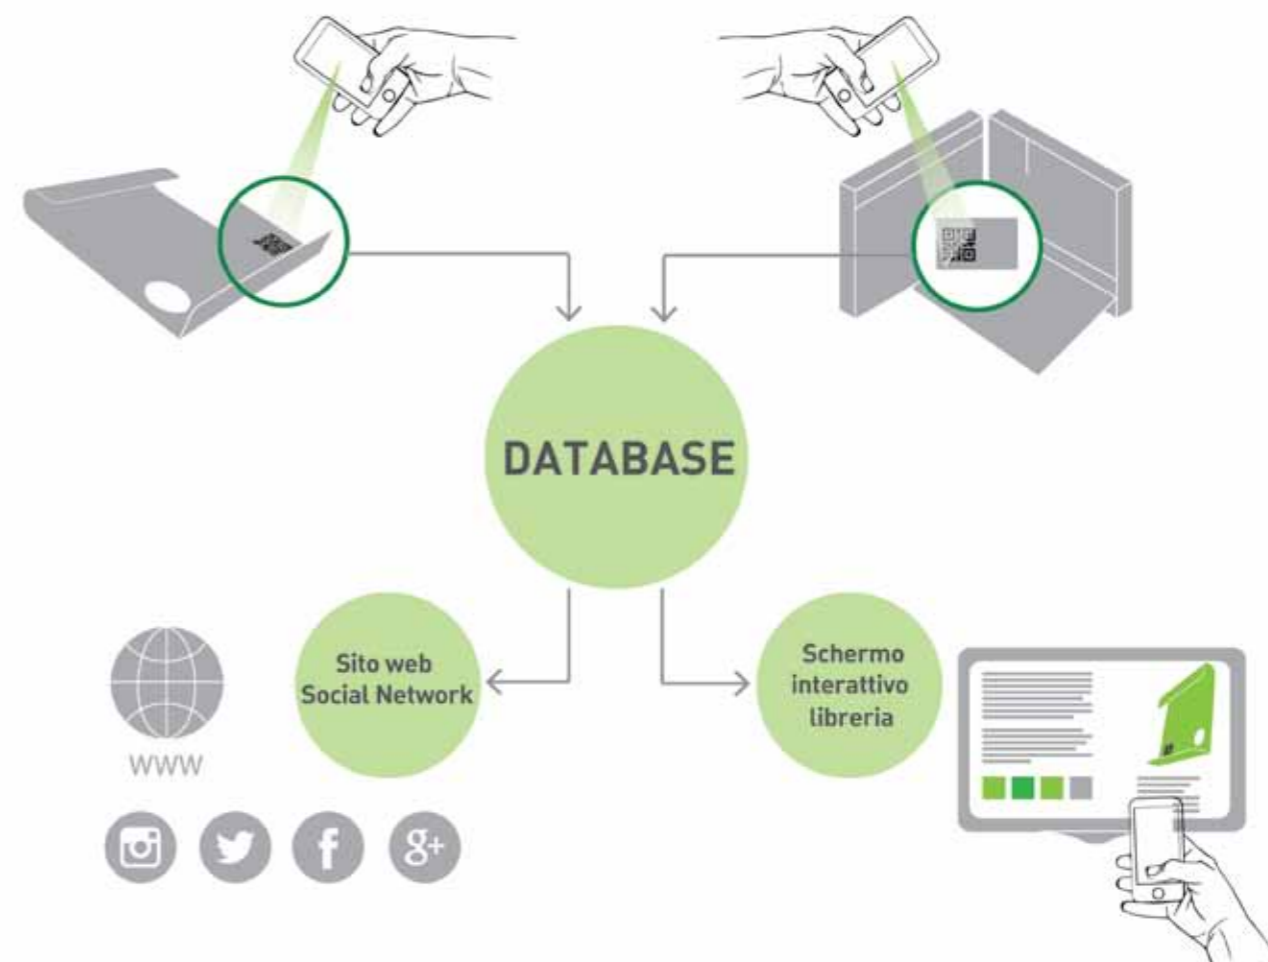 DATABASE
Sito web
Social Network
Schermo
interattivo
libreria
WWW
g+